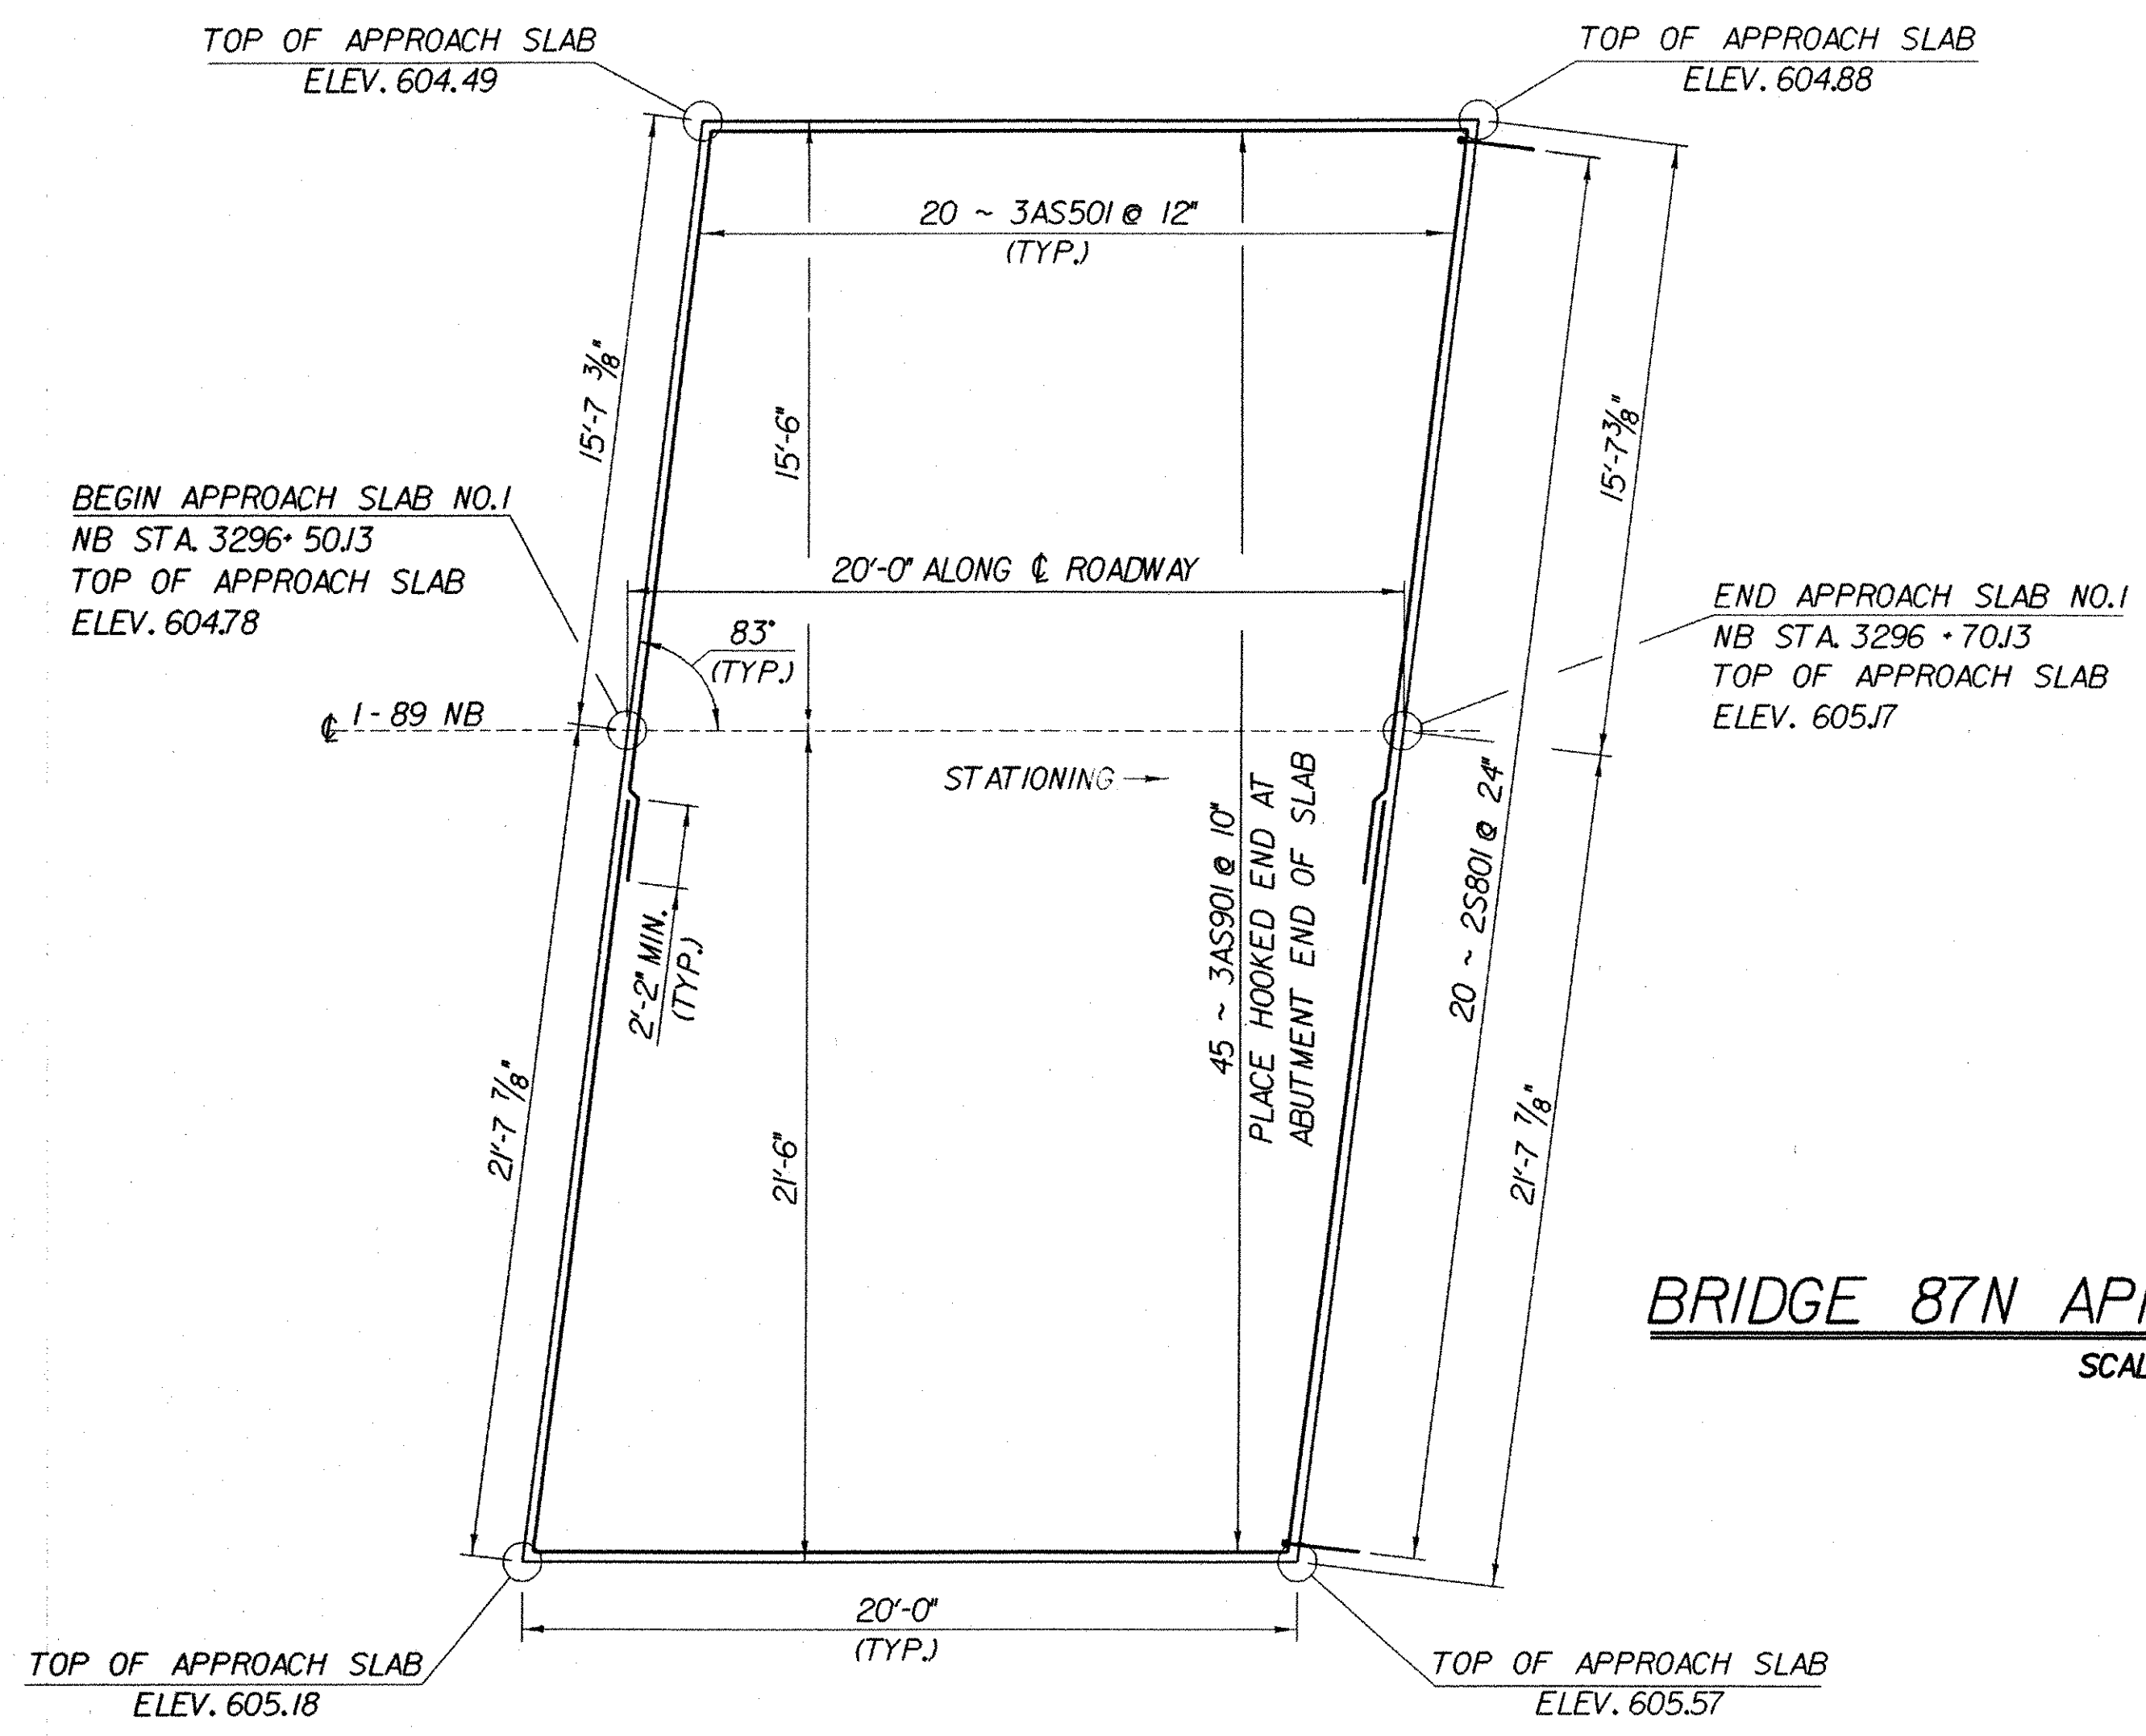 TOP OF APPROACH SLAB
ELEV. 604.49
TOP OF APPROACH SLAB
ELEV. 604.88
20 ~ 3AS501 @ 12"
(TYP.)
15'-7 3/8"
15'-6"
15'-7 3/8"
BEGIN APPROACH SLAB NO.1
NB STA. 3296+ 50.13
TOP OF APPROACH SLAB
ELEV. 604.78
20'-0" ALONG ℄ ROADWAY
83°
(TYP.)
END APPROACH SLAB NO.1
NB STA. 3296 +70.13
TOP OF APPROACH SLAB
ELEV. 605.17
℄ I-89 NB
STATIONING
2'-2" MIN.
(TYP.)
45 ~ 3AS901 @ 10"
PLACE HOOKED END AT
ABUTMENT END OF SLAB
20 ~ 2S801 @ 24"
21'-7 7/8"
21'-6"
21'-7 7/8"
BRIDGE 87N
20'-0"
(TYP.)
TOP OF APPROACH SLAB
ELEV. 605.18
TOP OF APPROACH SLAB
ELEV. 605.57